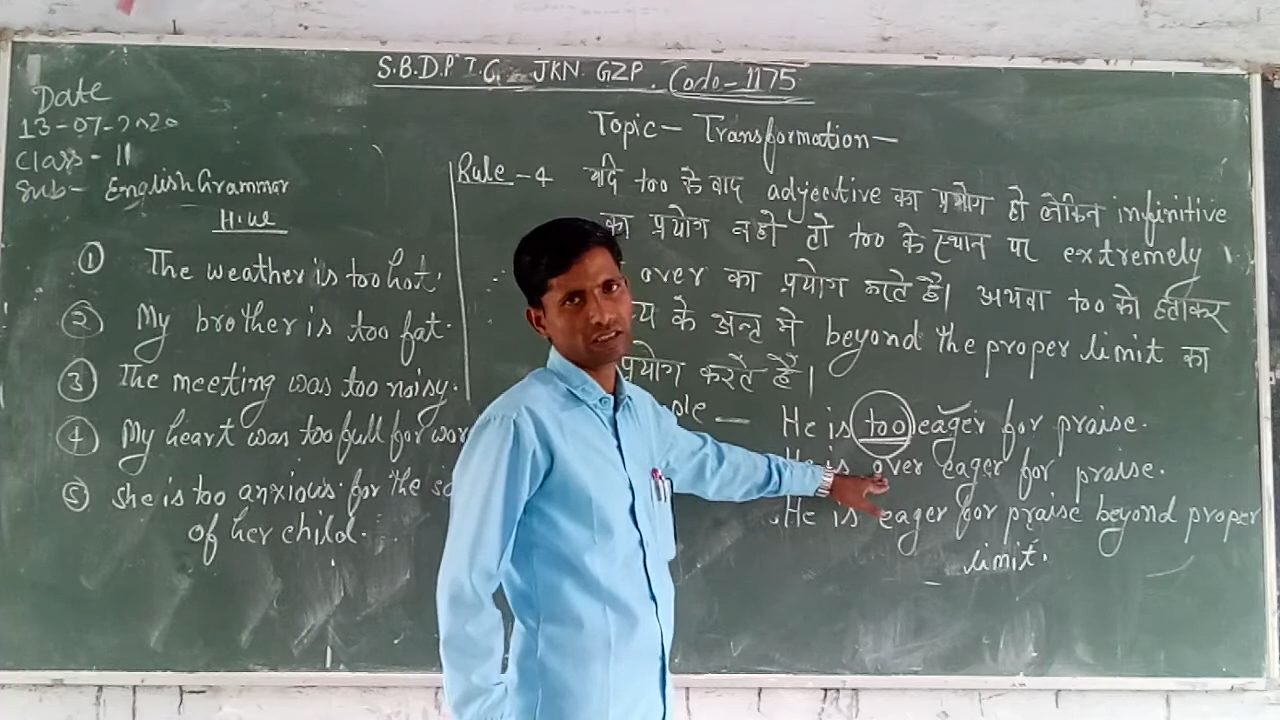 S.B.D.P I.C. JKN. GZP. Code-1175
Date
13-07-2020
Class - 11
Sub- English Grammar
H.W
① The weather is too hot.
② My brother is too fat.
③ The meeting was too noisy.
④ My heart was too full for
⑤ She is too anxious for the
of her child.
Topic - Transformation -
Rule - 4 यदि too के बाद adjective का प्रयोग हो लेकिन infinitive
का प्रयोग न हो तो too के स्थान पर extremely
over का प्रयोग करते हैं। अथवा too को हटाकर
के अन्त में beyond the proper limit का
प्रयोग करते हैं।
He is too eager for praise.
He is over eager for praise.
He is eager for praise beyond proper
limit.